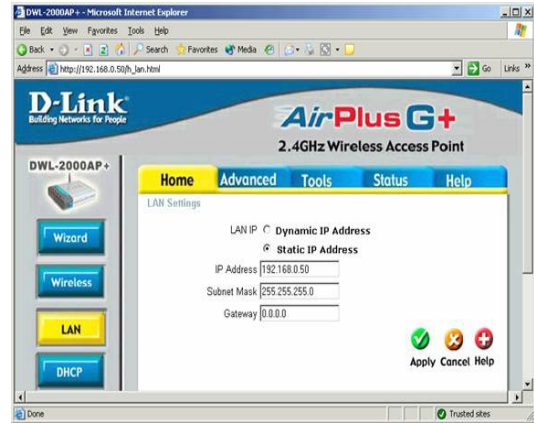 DWL-2000AP+ - Microsoft Internet Explorer
File Edit View Favorites Tools Help
Back Search Favorites Media
Address http://192.168.0.50/h_lan.html Go Links »
D-Link
Building Networks for People
AirPlus G+
2.4GHz Wireless Access Point
DWL-2000AP+
Home Advanced Tools Status Help
LAN Settings
Wizard
Wireless
LAN
DHCP
LAN IP Dynamic IP Address
Static IP Address
IP Address 192.168.0.50
Subnet Mask 255.255.255.0
Gateway 0.0.0.0
Apply Cancel Help
Done Trusted sites